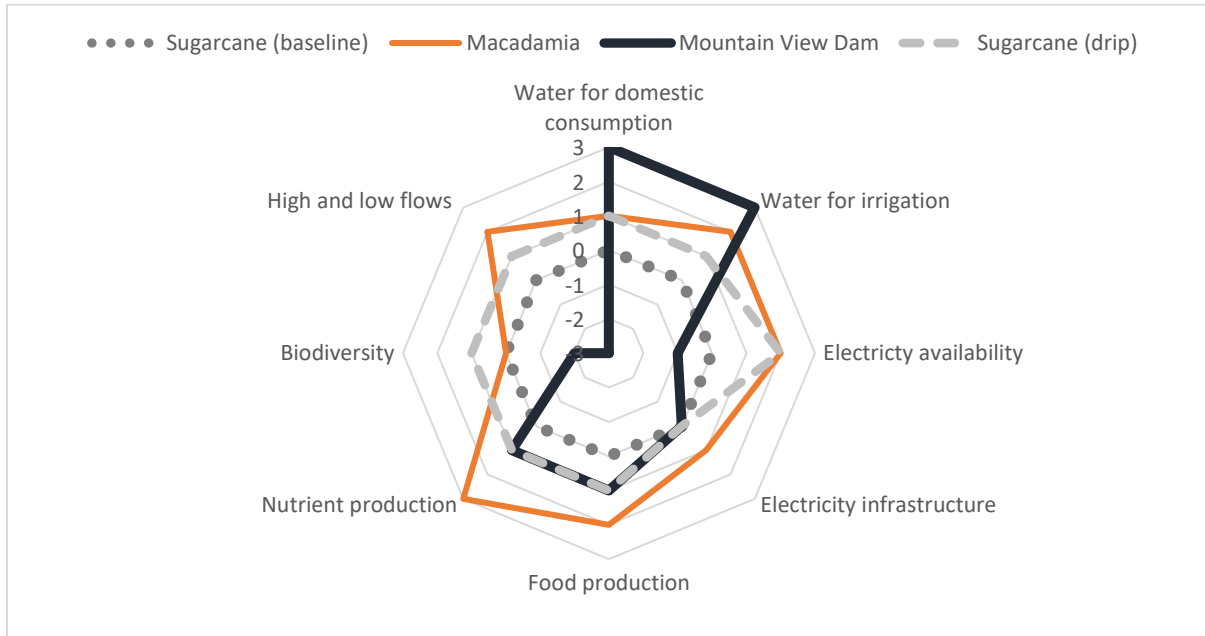 Sugarcane (baseline) Macadamia Mountain View Dam Sugarcane (drip)
Water for domestic
consumption
3
2
1
0
-1
-2
-3
High and low flows
Water for irrigation
Biodiversity
Electricty availability
Nutrient production
Electricity infrastructure
Food production